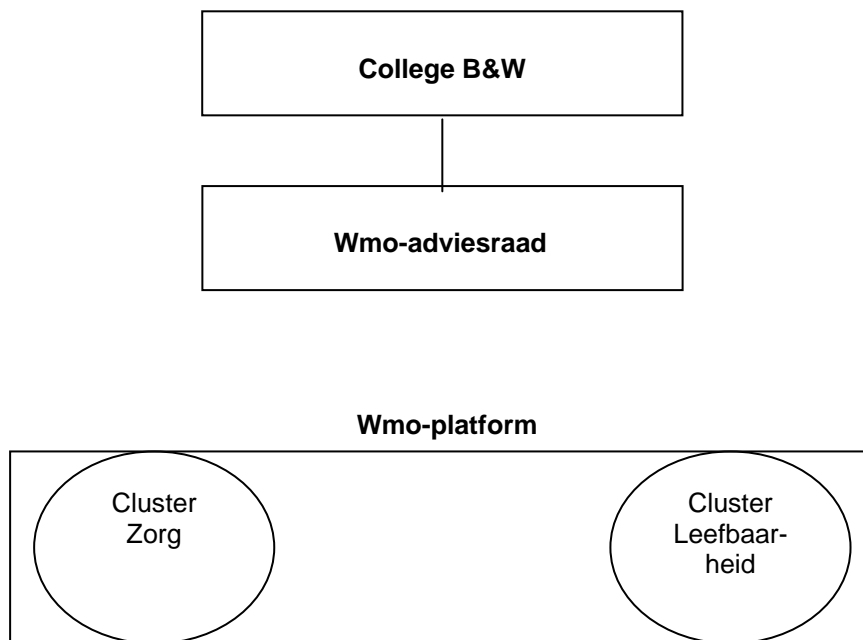 College B&W
Wmo-adviesraad
Wmo-platform
Cluster
Zorg
Cluster
Leefbaar-
heid